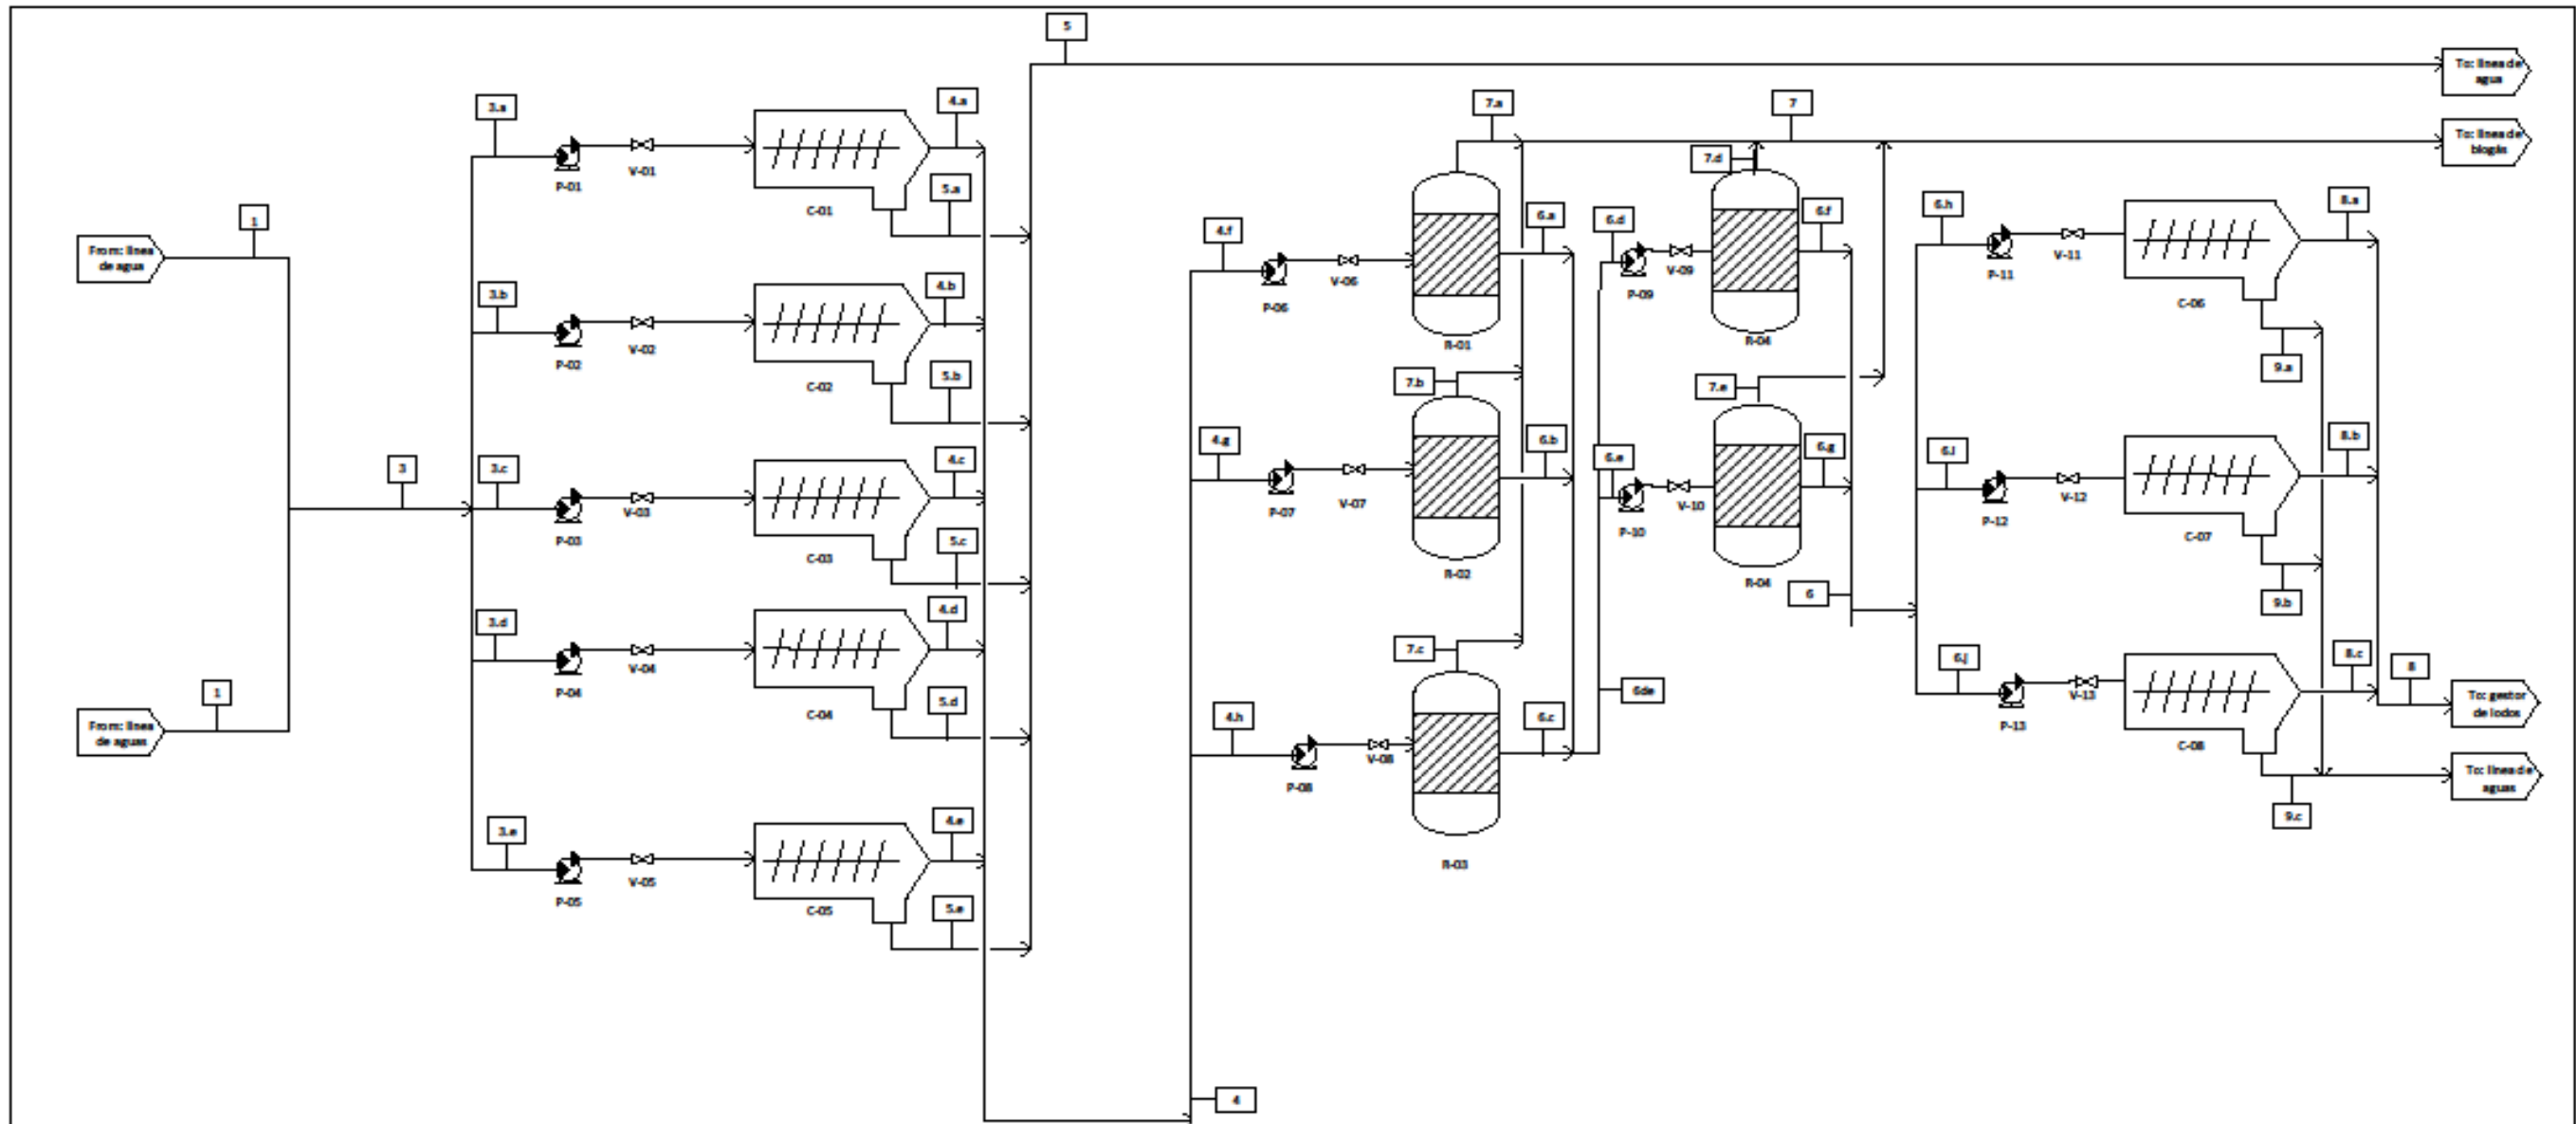 5
To: linea de
agua
7.a
7
To: linea de
biogás
3.a
P-01
V-01
C-01
4.a
5.a
7.d
1
From: linea
de agua
3.b
P-02
V-02
C-02
4.b
5.b
4.f
P-06
V-06
R-01
6.a
6.d
P-09
V-09
R-04
6.f
6.h
P-11
V-11
C-06
8.a
9.a
3
3.c
P-03
V-03
C-03
4.c
5.c
4.g
P-07
V-07
7.b
R-02
6.b
6.e
P-10
V-10
7.e
R-04
6.g
6
6.i
P-12
V-12
C-07
8.b
9.b
3.d
P-04
V-04
C-04
4.d
5.d
1
From: linea
de aguas
4.h
P-08
V-08
7.c
R-03
6.c
6de
6.j
P-13
V-13
C-08
8.c
8
To: gestor
de lodos
To: linea de
aguas
9.c
3.e
P-05
V-05
C-05
4.e
5.e
4